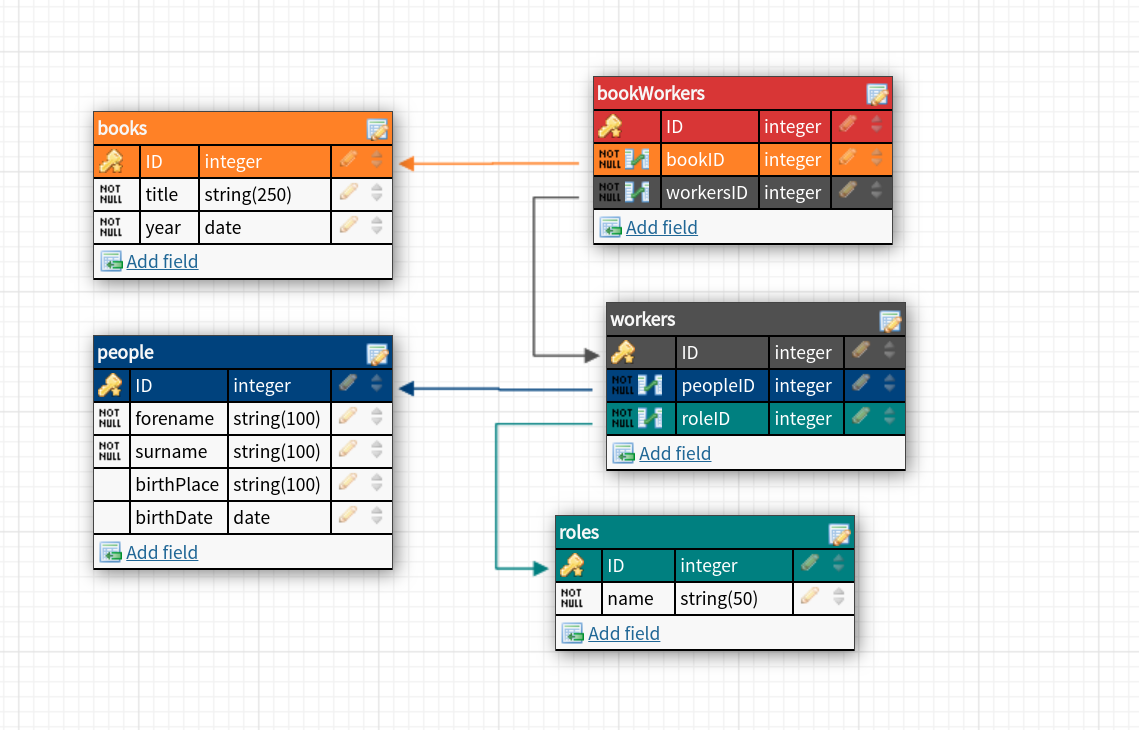 books
ID integer
NOT NULL title string(250)
NOT NULL year date
Add field
bookWorkers
ID integer
NOT NULL bookID integer
NOT NULL workersID integer
Add field
people
ID integer
NOT NULL forename string(100)
NOT NULL surname string(100)
birthPlace string(100)
birthDate date
Add field
workers
ID integer
NOT NULL peopleID integer
NOT NULL roleID integer
Add field
roles
ID integer
NOT NULL name string(50)
Add field